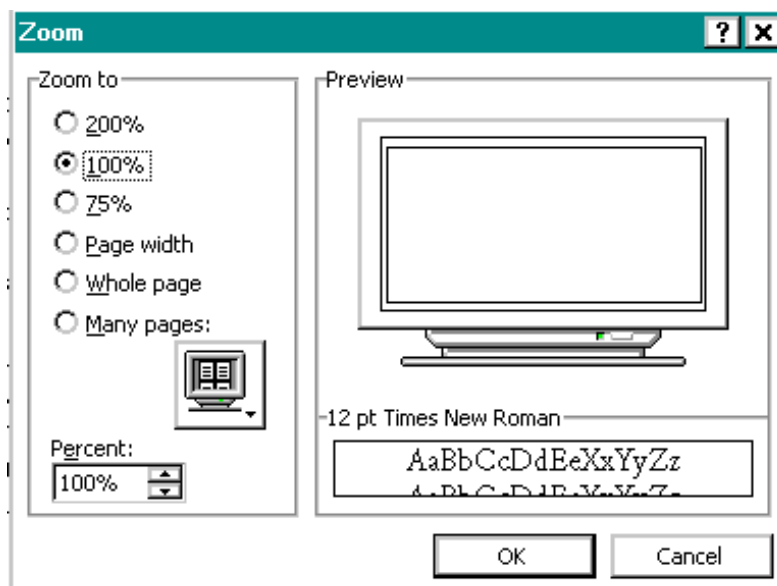 Zoom
Zoom to
200%
100%
75%
Page width
Whole page
Many pages:
Percent:
100%
Preview
12 pt Times New Roman
AaBbCcDdEeXxYyZz
AaBbCcDdEeXxYyZz
OK
Cancel